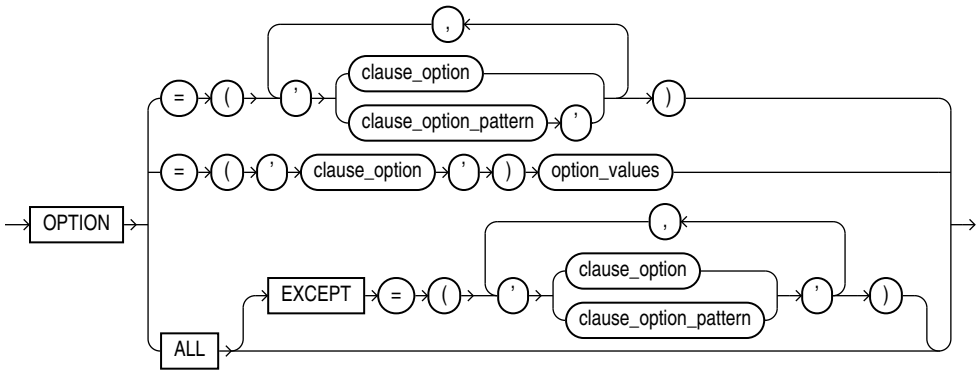 ,
clause_option
= ( ' )
clause_option_pattern '
= ( ' clause_option ' ) option_values
OPTION
,
clause_option
EXCEPT = ( ' ' )
clause_option_pattern
ALL